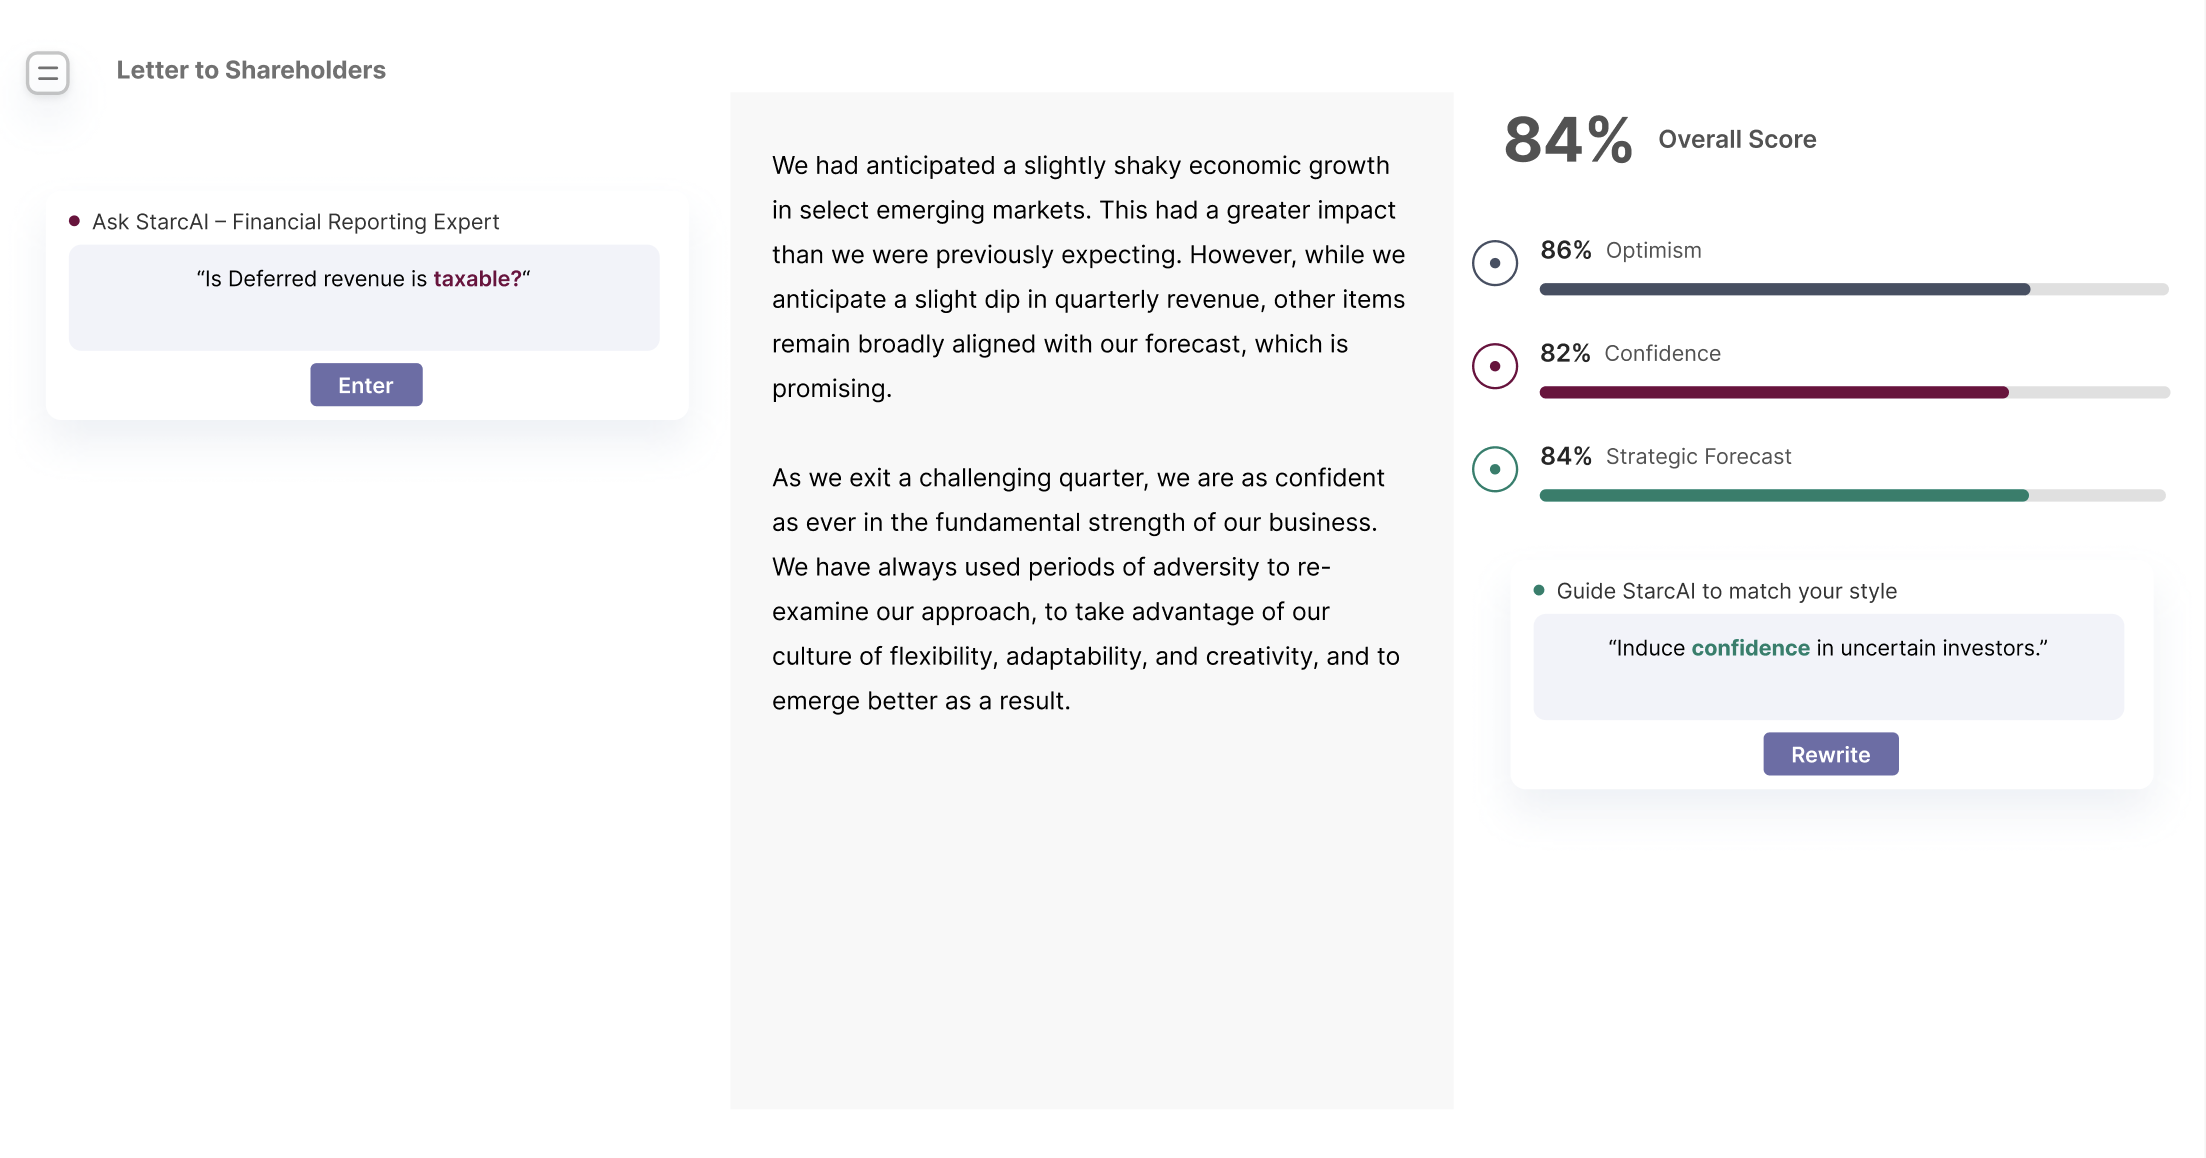 Letter to Shareholders
Ask StarcAI – Financial Reporting Expert
“Is Deferred revenue is taxable?“
Enter
We had anticipated a slightly shaky economic growth
in select emerging markets. This had a greater impact
than we were previously expecting. However, while we
anticipate a slight dip in quarterly revenue, other items
remain broadly aligned with our forecast, which is
promising.
As we exit a challenging quarter, we are as confident
as ever in the fundamental strength of our business.
We have always used periods of adversity to re-
examine our approach, to take advantage of our
culture of flexibility, adaptability, and creativity, and to
emerge better as a result.
84% Overall Score
86% Optimism
82% Confidence
84% Strategic Forecast
Guide StarcAI to match your style
“Induce confidence in uncertain investors.”
Rewrite